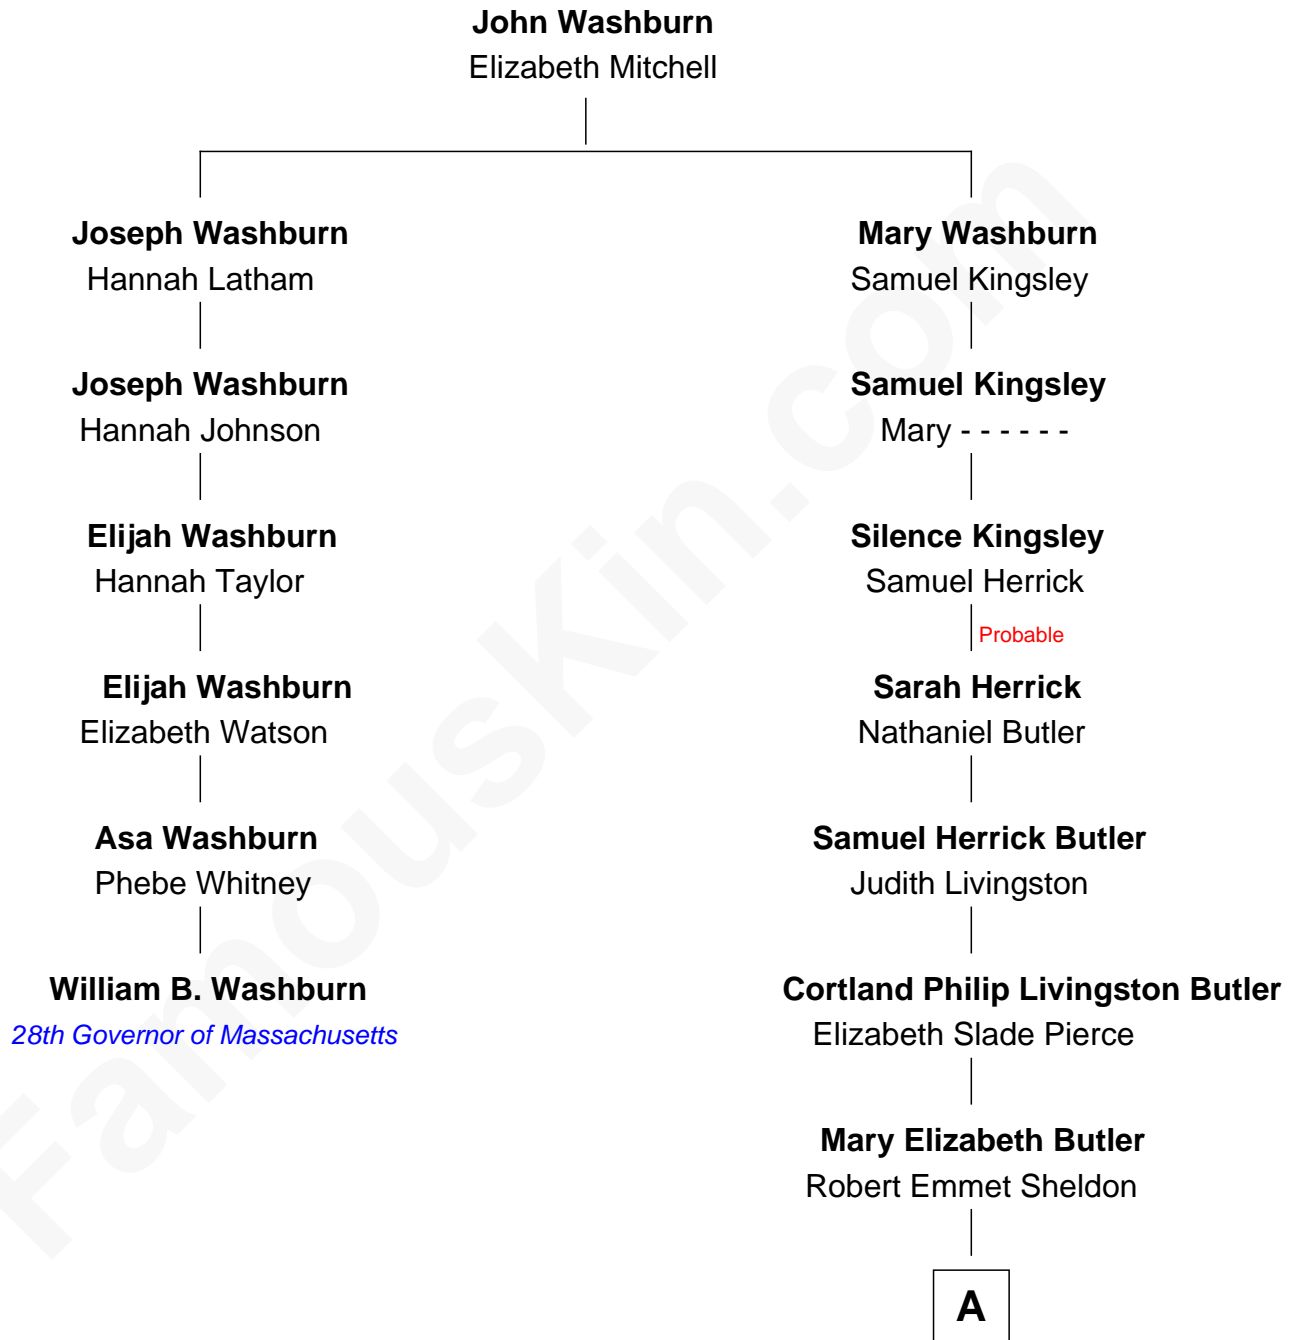 John Washburn
Elizabeth Mitchell
Joseph Washburn
Hannah Latham
Joseph Washburn
Hannah Johnson
Elijah Washburn
Hannah Taylor
Elijah Washburn
Elizabeth Watson
Asa Washburn
Phebe Whitney
William B. Washburn
28th Governor of Massachusetts
Mary Washburn
Samuel Kingsley
Samuel Kingsley
Mary - - - - - -
Silence Kingsley
Samuel Herrick
Probable
Sarah Herrick
Nathaniel Butler
Samuel Herrick Butler
Judith Livingston
Cortland Philip Livingston Butler
Elizabeth Slade Pierce
Mary Elizabeth Butler
Robert Emmet Sheldon
A
FamousKin.com